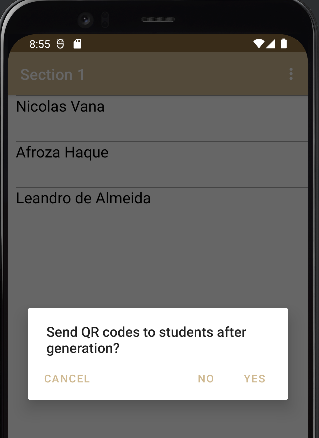 8:55
Section 1
Nicolas Vana
Afroza Haque
Leandro de Almeida
Send QR codes to students after
generation?
CANCEL NO YES